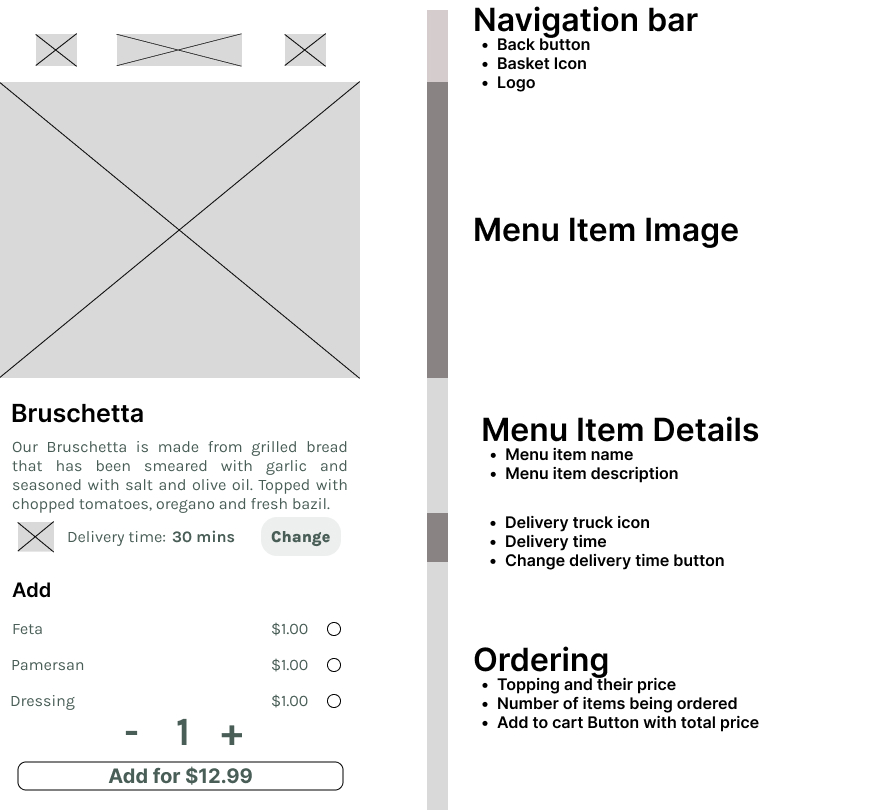 Bruschetta
Our Bruschetta is made from grilled bread
that has been smeared with garlic and
seasoned with salt and olive oil. Topped with
chopped tomatoes, oregano and fresh bazil.
Delivery time: 30 mins Change
Add
Feta $1.00
Pamersan $1.00
Dressing $1.00
- 1 +
Add for $12.99
Navigation bar
• Back button
• Basket Icon
• Logo
Menu Item Image
Menu Item Details
• Menu item name
• Menu item description
• Delivery truck icon
• Delivery time
• Change delivery time button
Ordering
• Topping and their price
• Number of items being ordered
• Add to cart Button with total price